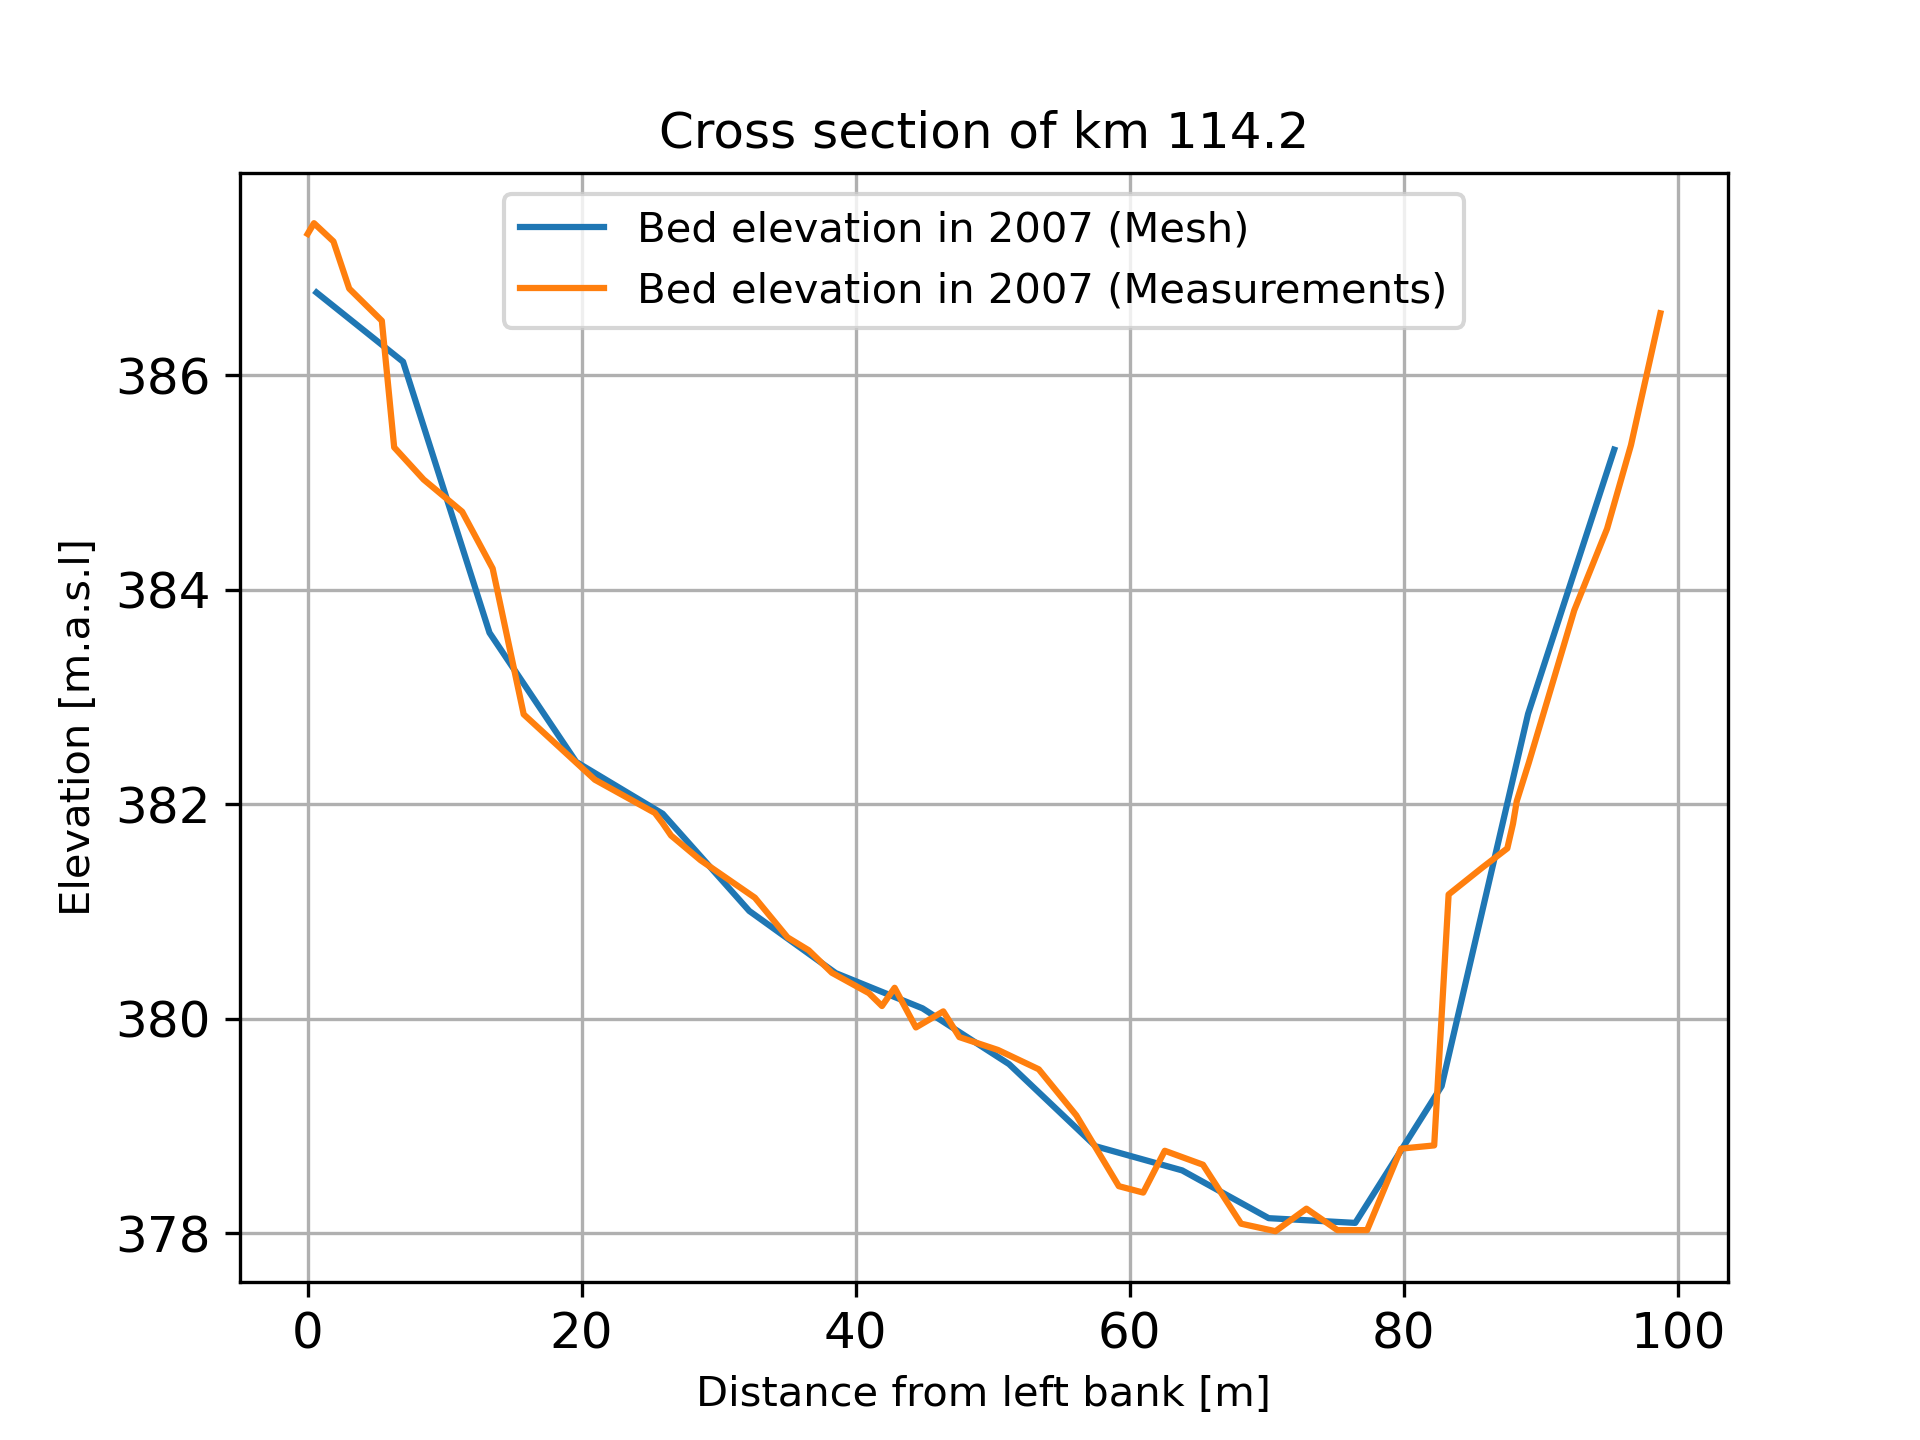 Cross section of km 114.2
Bed elevation in 2007 (Mesh)
Bed elevation in 2007 (Measurements)
Elevation [m.a.s.l]
386
384
382
380
378
0 20 40 60 80 100
Distance from left bank [m]